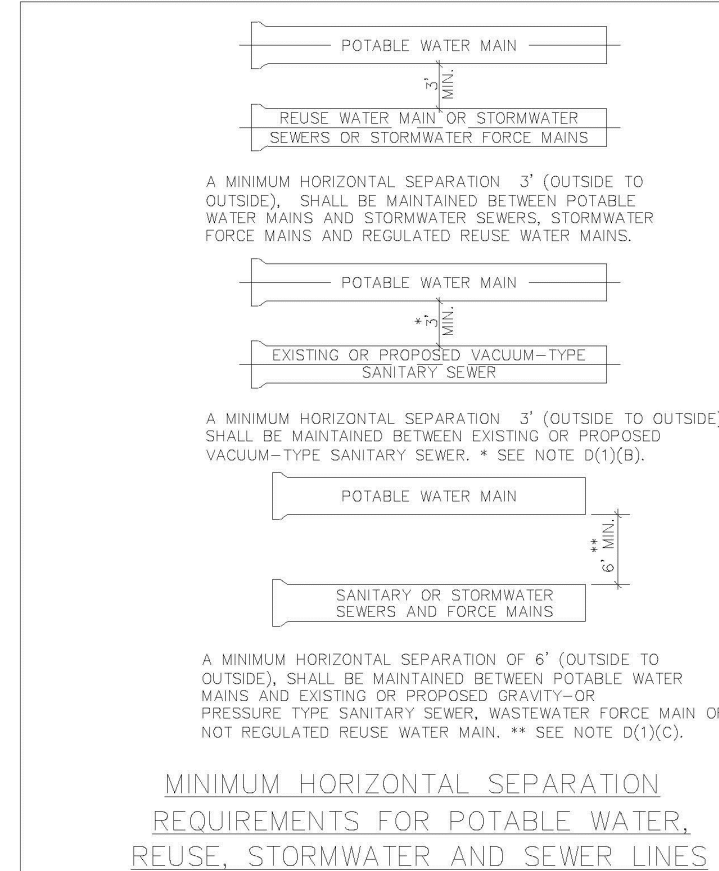 POTABLE WATER MAIN
3' MIN.
REUSE WATER MAIN OR STORMWATER
SEWERS OR STORMWATER FORCE MAINS
A MINIMUM HORIZONTAL SEPARATION 3' (OUTSIDE TO
OUTSIDE), SHALL BE MAINTAINED BETWEEN POTABLE
WATER MAINS AND STORMWATER SEWERS, STORMWATER
FORCE MAINS AND REGULATED REUSE WATER MAINS.
POTABLE WATER MAIN
* 3' MIN.
EXISTING OR PROPOSED VACUUM-TYPE
SANITARY SEWER
A MINIMUM HORIZONTAL SEPARATION 3' (OUTSIDE TO OUTSIDE)
SHALL BE MAINTAINED BETWEEN EXISTING OR PROPOSED
VACUUM-TYPE SANITARY SEWER. * SEE NOTE D(1)(B).
POTABLE WATER MAIN
** 6' MIN.
SANITARY OR STORMWATER
SEWERS AND FORCE MAINS
A MINIMUM HORIZONTAL SEPARATION OF 6' (OUTSIDE TO
OUTSIDE), SHALL BE MAINTAINED BETWEEN POTABLE WATER
MAINS AND EXISTING OR PROPOSED GRAVITY-OR
PRESSURE TYPE SANITARY SEWER, WASTEWATER FORCE MAIN OR
NOT REGULATED REUSE WATER MAIN. ** SEE NOTE D(1)(C).
MINIMUM HORIZONTAL SEPARATION
REQUIREMENTS FOR POTABLE WATER,
REUSE, STORMWATER AND SEWER LINES